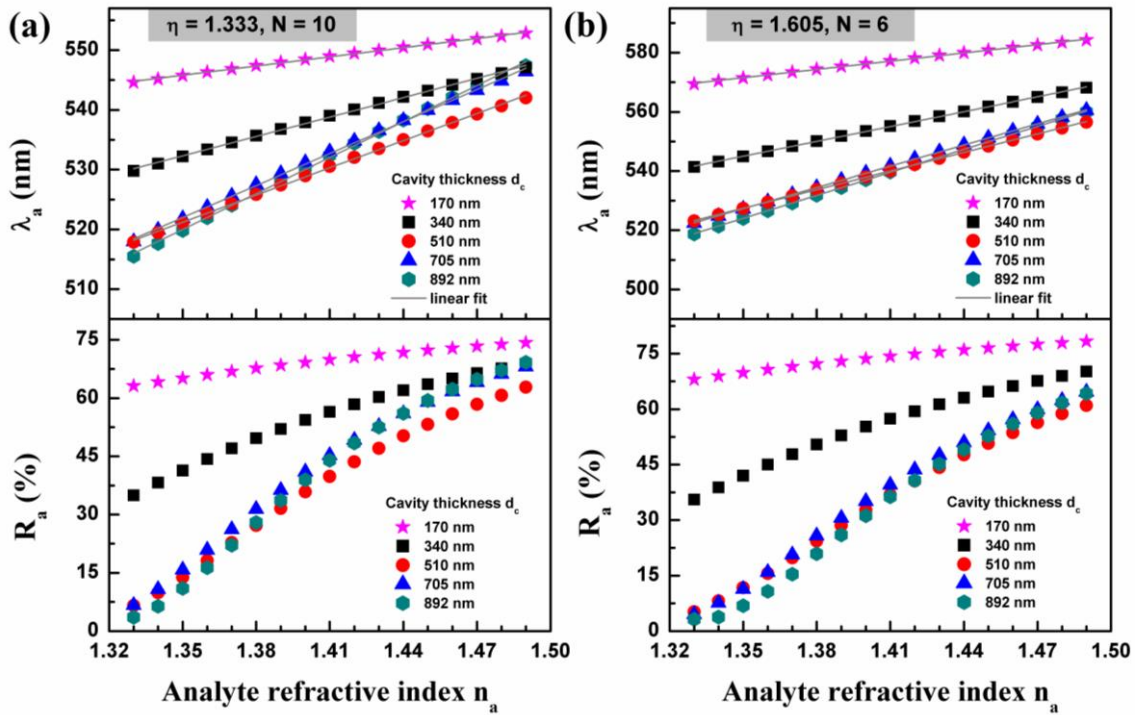 (a)
η = 1.333, N = 10
λa (nm)
550
540
530
520
510
Cavity thickness dc
170 nm
340 nm
510 nm
705 nm
892 nm
linear fit
Ra (%)
75
60
45
30
15
0
Cavity thickness dc
170 nm
340 nm
510 nm
705 nm
892 nm
1.32 1.35 1.38 1.41 1.44 1.47 1.50
Analyte refractive index na
(b)
η = 1.605, N = 6
λa (nm)
580
560
540
520
500
Cavity thickness dc
170 nm
340 nm
510 nm
705 nm
892 nm
linear fit
Ra (%)
75
60
45
30
15
0
Cavity thickness dc
170 nm
340 nm
510 nm
705 nm
892 nm
1.32 1.35 1.38 1.41 1.44 1.47 1.50
Analyte refractive index na